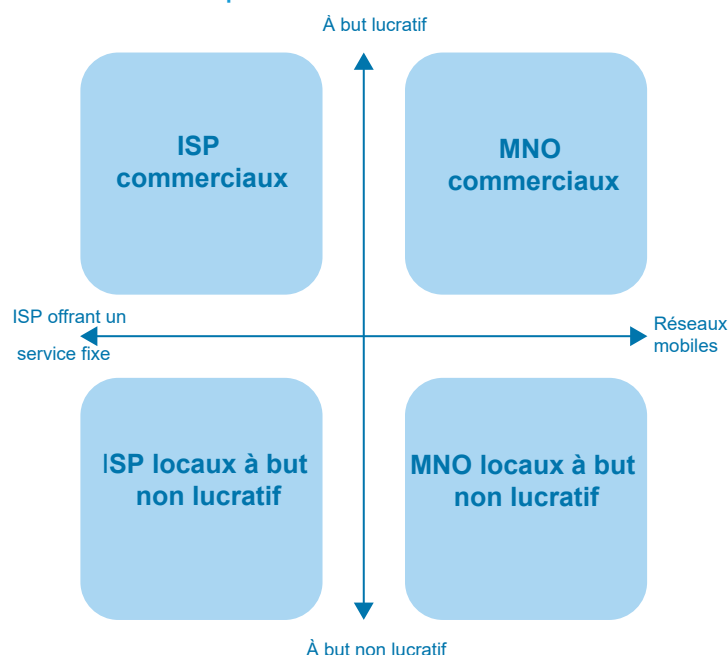 À but lucratif
ISP
commerciaux
MNO
commerciaux
ISP offrant un
service fixe
Réseaux
mobiles
ISP locaux à but
non lucratif
MNO locaux à but
non lucratif
À but non lucratif